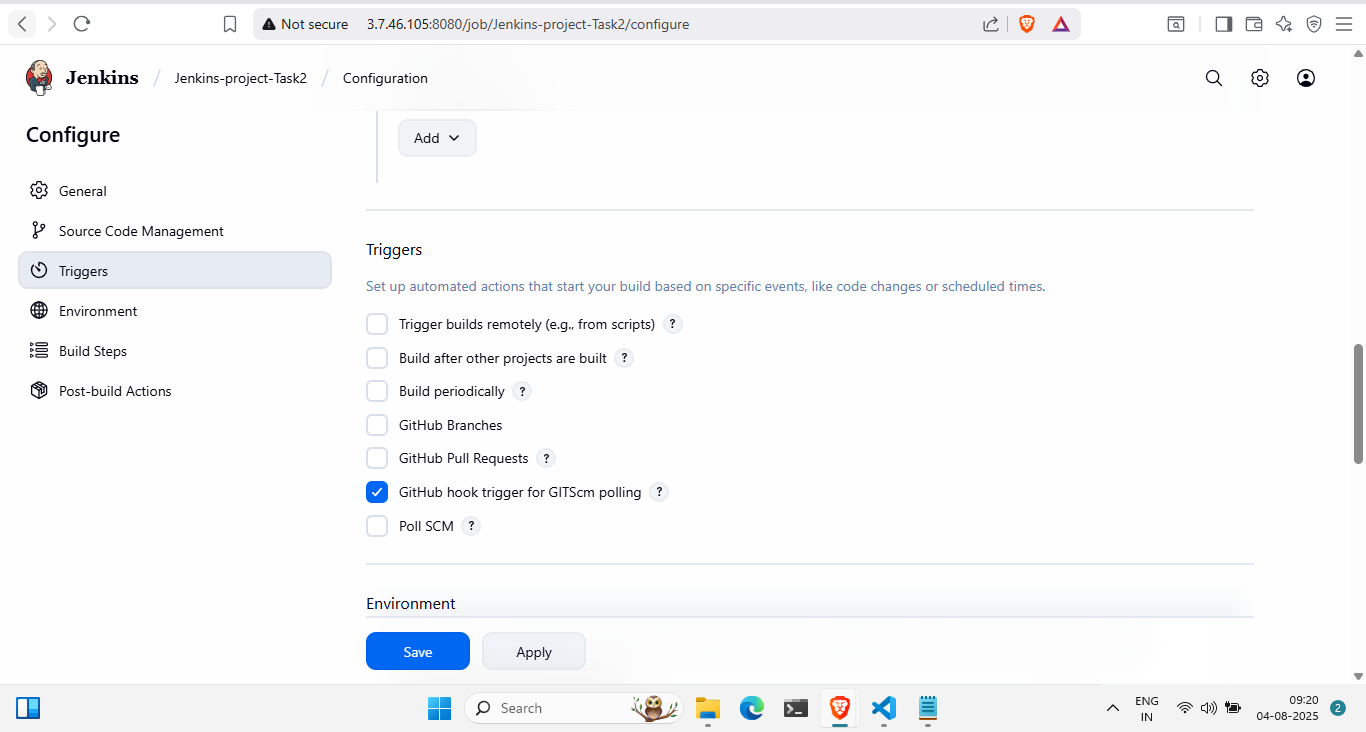 Not secure 3.7.46.105:8080/job/Jenkins-project-Task2/configure
Jenkins / Jenkins-project-Task2 / Configuration
Configure
General
Source Code Management
Triggers
Environment
Build Steps
Post-build Actions
Add
Triggers
Set up automated actions that start your build based on specific events, like code changes or scheduled times.
Trigger builds remotely (e.g., from scripts) ?
Build after other projects are built ?
Build periodically ?
GitHub Branches
GitHub Pull Requests ?
GitHub hook trigger for GITScm polling ?
Poll SCM ?
Environment
Save Apply
Search
ENG
IN
09:20
04-08-2025
2